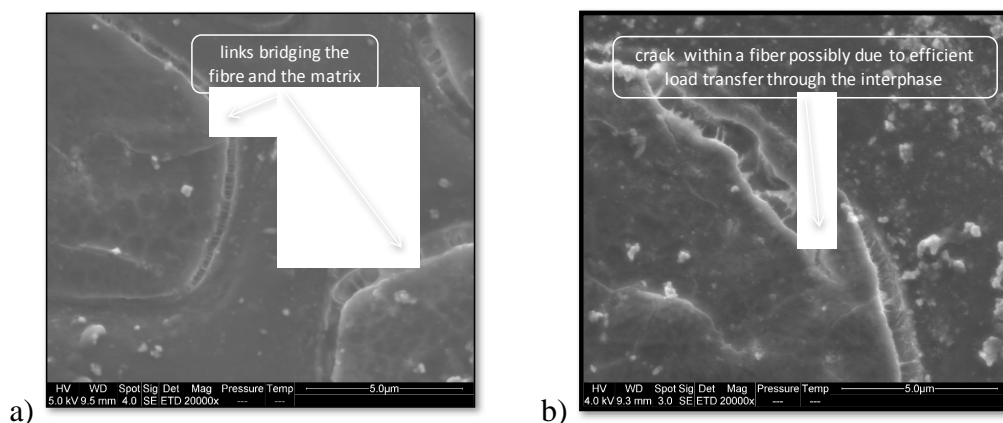 links bridging the
fibre and the matrix
crack within a fiber possibly due to efficient
load transfer through the interphase
HV WD Spot Sig Det Mag Pressure Temp 5.0µm
5.0 kV 9.5 mm 4.0 SE ETD 20000x --- ---
HV WD Spot Sig Det Mag Pressure Temp 5.0µm
4.0 kV 9.3 mm 3.0 SE ETD 20000x --- ---
a)
b)